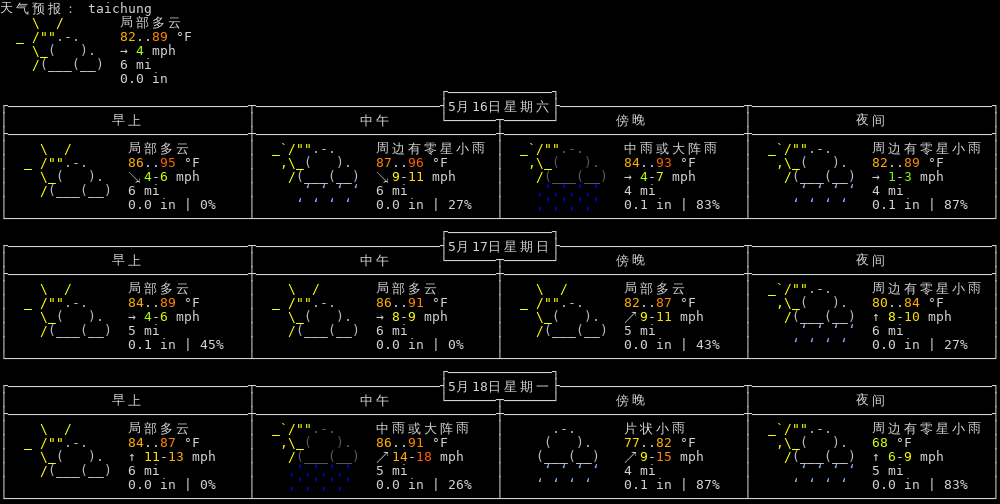 天气预报： taichung
局部多云
82..89 °F
→ 4 mph
6 mi
0.0 in
5月16日星期六
早上 中午 傍晚 夜间
局部多云 周边有零星小雨 中雨或大阵雨 周边有零星小雨
86..95 °F 87..96 °F 84..93 °F 82..89 °F
↘ 4-6 mph ↘ 9-11 mph → 4-7 mph → 1-3 mph
6 mi 6 mi 4 mi 4 mi
0.0 in | 0% 0.0 in | 27% 0.1 in | 83% 0.1 in | 87%
5月17日星期日
早上 中午 傍晚 夜间
局部多云 局部多云 局部多云 周边有零星小雨
84..89 °F 86..91 °F 82..87 °F 80..84 °F
→ 4-6 mph → 8-9 mph ↗ 9-11 mph ↑ 8-10 mph
5 mi 6 mi 5 mi 6 mi
0.1 in | 45% 0.0 in | 0% 0.0 in | 43% 0.0 in | 27%
5月18日星期一
早上 中午 傍晚 夜间
局部多云 中雨或大阵雨 片状小雨 周边有零星小雨
84..87 °F 86..91 °F 77..82 °F 68 °F
↑ 11-13 mph ↗ 14-18 mph ↗ 9-15 mph ↑ 6-9 mph
6 mi 5 mi 4 mi 5 mi
0.0 in | 0% 0.0 in | 26% 0.1 in | 87% 0.0 in | 83%